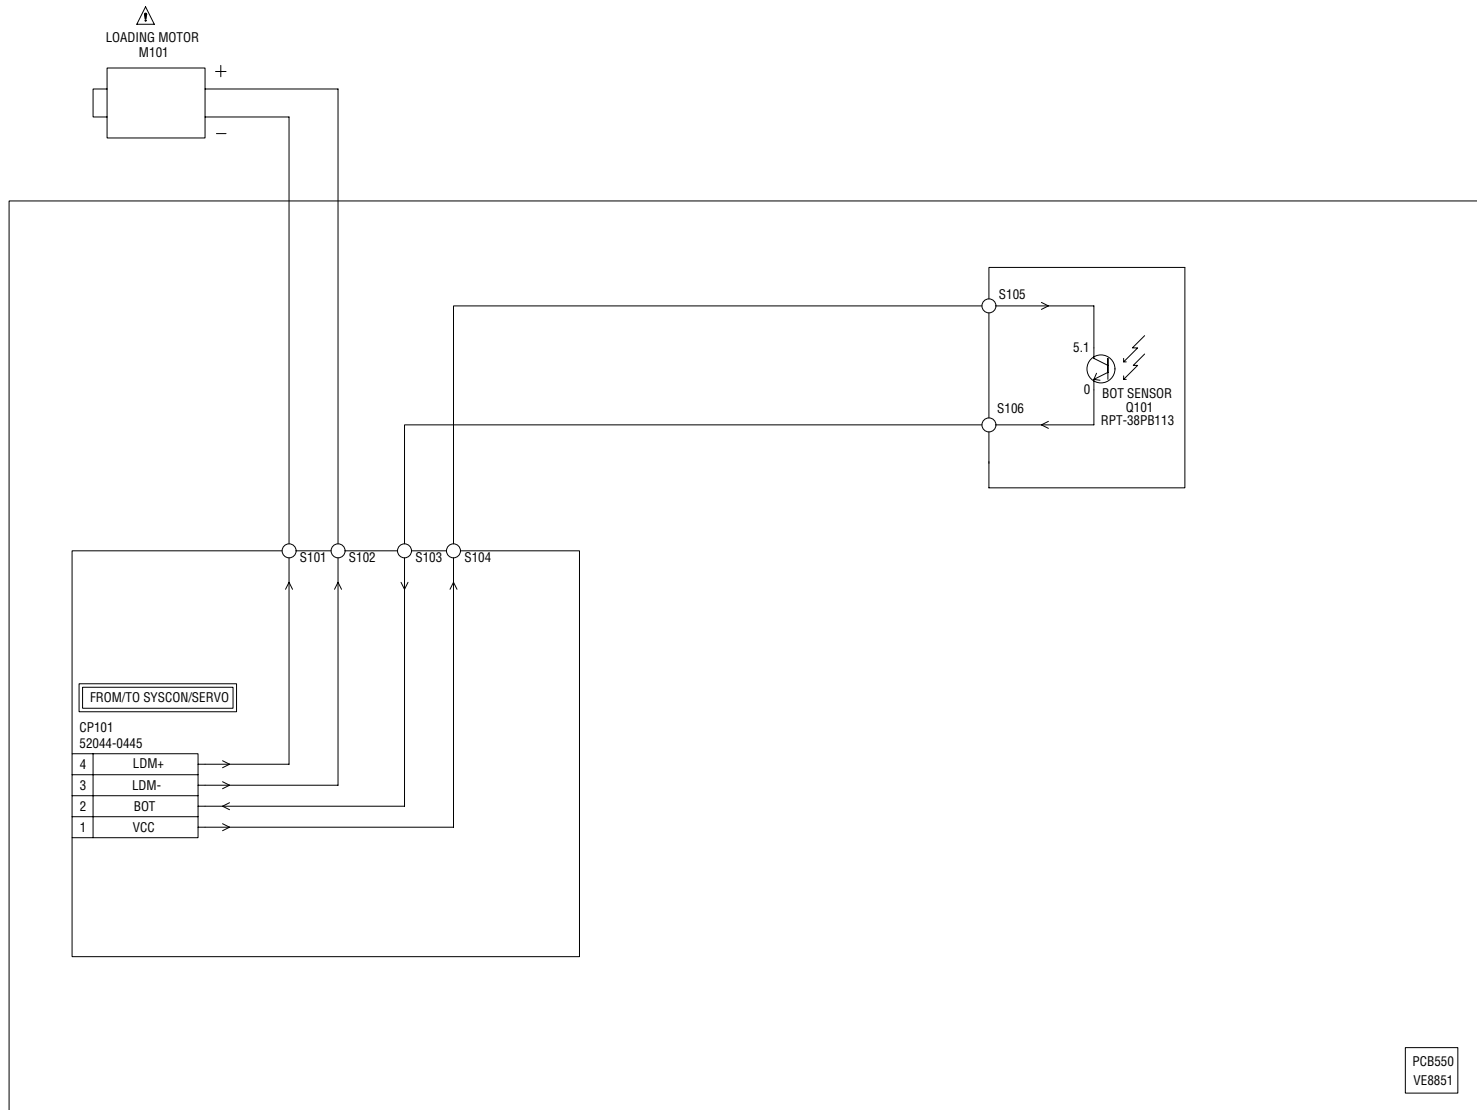 LOADING MOTOR
M101
+
−
S105
5.1
0
BOT SENSOR
Q101
RPT-38PB113
S106
S101
S102
S103
S104
FROM/TO SYSCON/SERVO
CP101
52044-0445
4 LDM+
3 LDM-
2 BOT
1 VCC
PCB550
VE8851